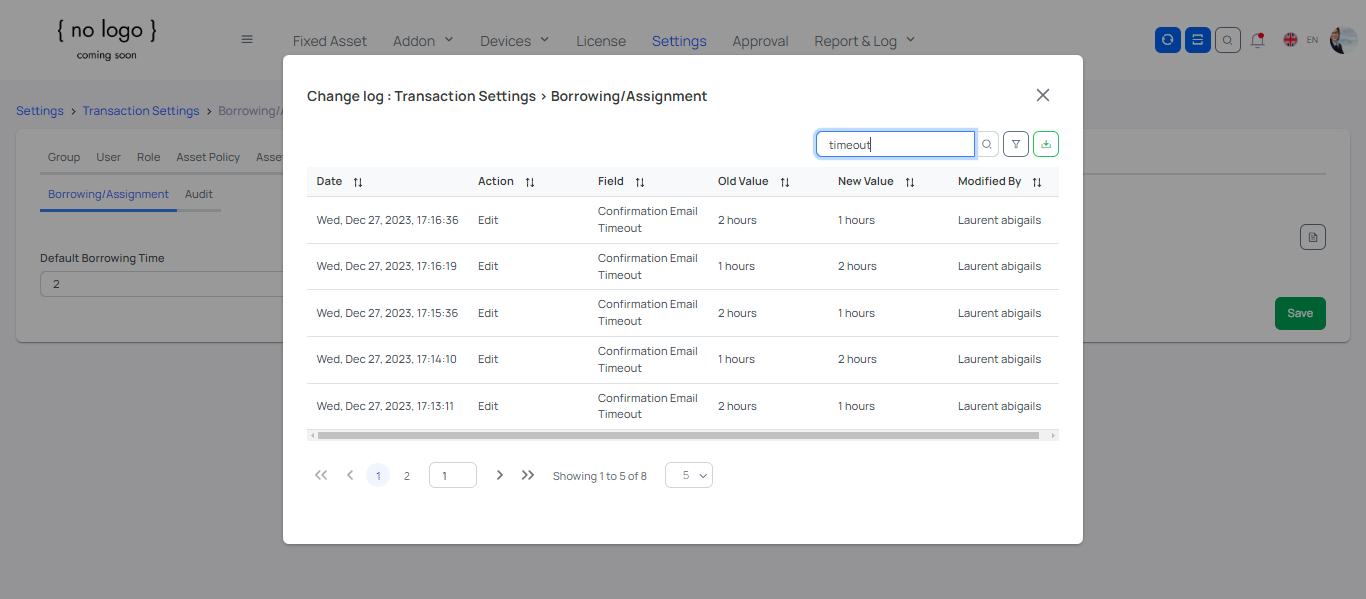 { no logo }
coming soon
Fixed Asset Addon Devices License Settings Approval Report & Log EN
Settings > Transaction Settings > Borrowing/
Group User Role Asset Policy
Borrowing/Assignment Audit
Default Borrowing Time
2
Save
Change log : Transaction Settings > Borrowing/Assignment
timeout
Date Action Field Old Value New Value Modified By
Wed, Dec 27, 2023, 17:16:36 Edit Confirmation Email Timeout 2 hours 1 hours Laurent abigails
Wed, Dec 27, 2023, 17:16:19 Edit Confirmation Email Timeout 1 hours 2 hours Laurent abigails
Wed, Dec 27, 2023, 17:15:36 Edit Confirmation Email Timeout 2 hours 1 hours Laurent abigails
Wed, Dec 27, 2023, 17:14:10 Edit Confirmation Email Timeout 1 hours 2 hours Laurent abigails
Wed, Dec 27, 2023, 17:13:11 Edit Confirmation Email Timeout 2 hours 1 hours Laurent abigails
1 2 1 Showing 1 to 5 of 8 5